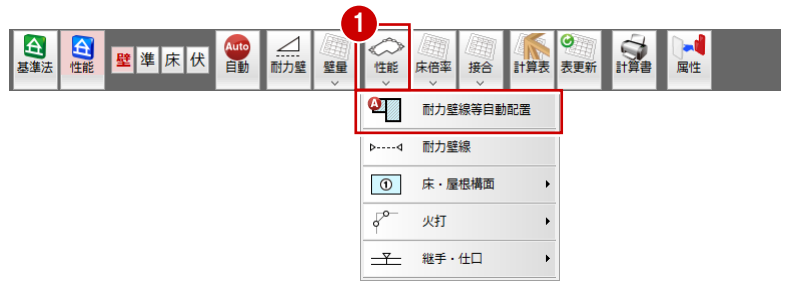 1
基準法
性能
壁
準
床
伏
Auto
自動
耐力壁
壁量
性能
床倍率
接合
計算表
表更新
計算書
属性
A
耐力壁線等自動配置
耐力壁線
①
床・屋根構面
火打
継手・仕口